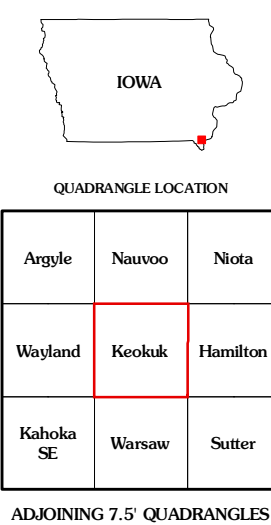 IOWA
QUADRANGLE LOCATION
Argyle Nauvoo Niota
Wayland Keokuk Hamilton
Kahoka
SE Warsaw Sutter
ADJOINING 7.5' QUADRANGLES